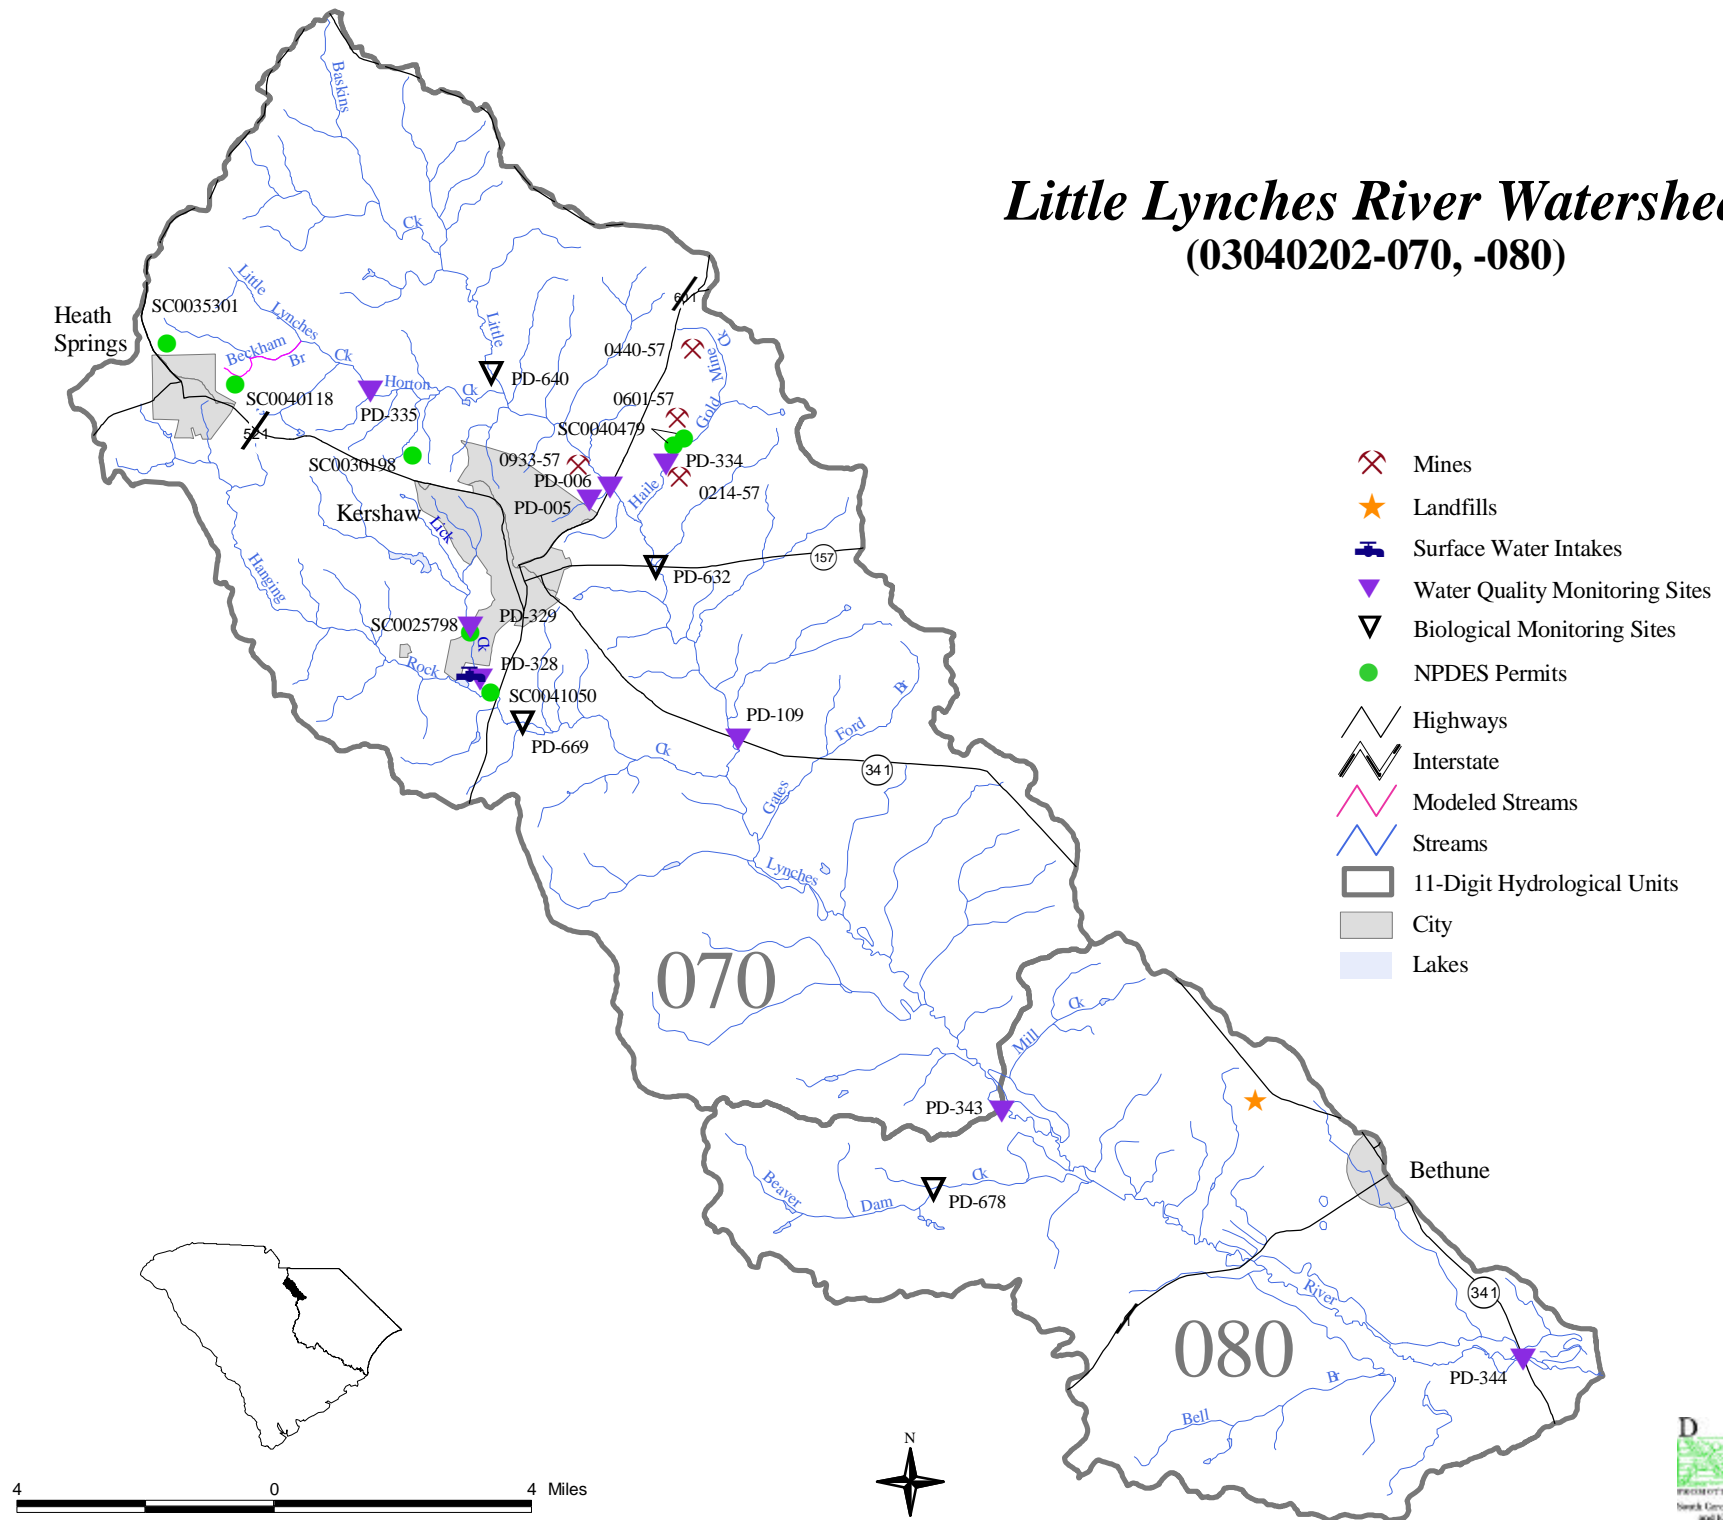 Little Lynches River Watershe
(03040202-070, -080)
Baskins
Ck
Little
Lynches
Ck
SC0035301
Heath
Springs
Beckham
Br
Horton
Ck
Little
PD-640
PD-335
SC0040118
521
SC0030198
601
0440-57
Mine
Ck
Gold
0601-57
SC0040479
PD-334
0933-57
PD-006
PD-005
Haile
0214-57
Kershaw
Lick
Ck
Hanging
Rock
Ck
157
PD-632
PD-329
SC0025798
PD-328
SC0041050
PD-669
PD-109
Ford
Br
Gates
341
Lynches
070
Mill
Ck
PD-343
Beaver
Dam
Ck
PD-678
Bethune
River
341
080
PD-344
Bell
Br
Mines
Landfills
Surface Water Intakes
Water Quality Monitoring Sites
Biological Monitoring Sites
NPDES Permits
Highways
Interstate
Modeled Streams
Streams
11-Digit Hydrological Units
City
Lakes
4 0 4 Miles
N
D